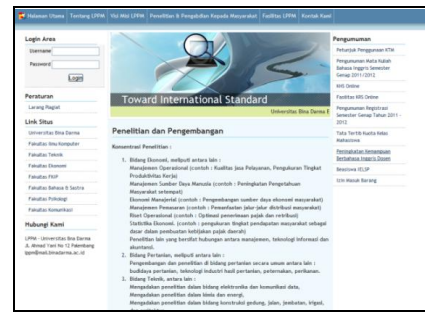 Halaman Utama Tentang LPPM Visi Misi LPPM Penelitian & Pengabdian Kepada Masyarakat Fasilitas LPPM Kontak Kami
Login Area
Username
Password
Login
Peraturan
Larang Plagiat
Link Situs
Universitas Bina Darma
Fakultas Ilmu Komputer
Fakultas Teknik
Fakultas Ekonomi
Fakultas FKIP
Fakultas Bahasa & Sastra
Fakultas Psikologi
Fakultas Komunikasi
Hubungi Kami
LPPM - Universitas Bina Darma
Jl. Ahmad Yani No 12 Palembang
lppm@mail.binadarma.ac.id
Toward International Standard
Universitas Bina Darma
Penelitian dan Pengembangan
Konsentrasi Penelitian :
1. Bidang Ekonomi, meliputi antara lain :
Manajemen Operasional (contoh : Kualitas Jasa Pelayanan, Pengukuran Tingkat
Produktivitas Kerja)
Manajemen Sumber Daya Manusia (contoh : Peningkatan Pengetahuan
Masyarakat setempat)
Ekonomi Manajerial (contoh : Pengembangan sumber daya ekonomi masyarakat)
Manajemen Pemasaran (contoh : Pemanfaatan jalur-jalur distribusi masyarakat)
Riset Operasional (contoh : Optimasi penerimaan pajak dan retribusi)
Statistika Ekonomi. (contoh : pengukuran tingkat pendapatan masyarakat sebagai
dasar dalam pembuatan kebijakan pajak daerah)
Penelitian lain yang bersifat hubungan antara manajemen, teknologi informasi dan
akuntansi.
2. Bidang Pertanian, meliputi antara lain :
Pengembangan dan penelitian di bidang pertanian secara umum antara lain :
budidaya pertanian, teknologi industri hasil pertanian, peternakan, perikanan.
3. Bidang Teknik, antara lain :
Mengadakan penelitian dalam bidang elektronika dan komunikasi data,
Mengadakan penelitian dalam bidang kimia dan energi,
Mengadakan penelitian dalam bidang konstruksi gedung, jalan, jembatan, irigasi,
Pengumuman
Petunjuk Penggunaan KTM
Pengumuman Mata Kuliah
Bahasa Inggris Semester
Genap 2011/2012
KHS Online
Fasilitas KRS Online
Pengumuman Registrasi
Semester Genap Tahun 2011 -
2012
Tata Tertib Kuota Kelas
Mahasiswa
Peningkatan Kemampuan
Berbahasa Inggris Dosen
Beasiswa IELSP
Izin Masuk Barang